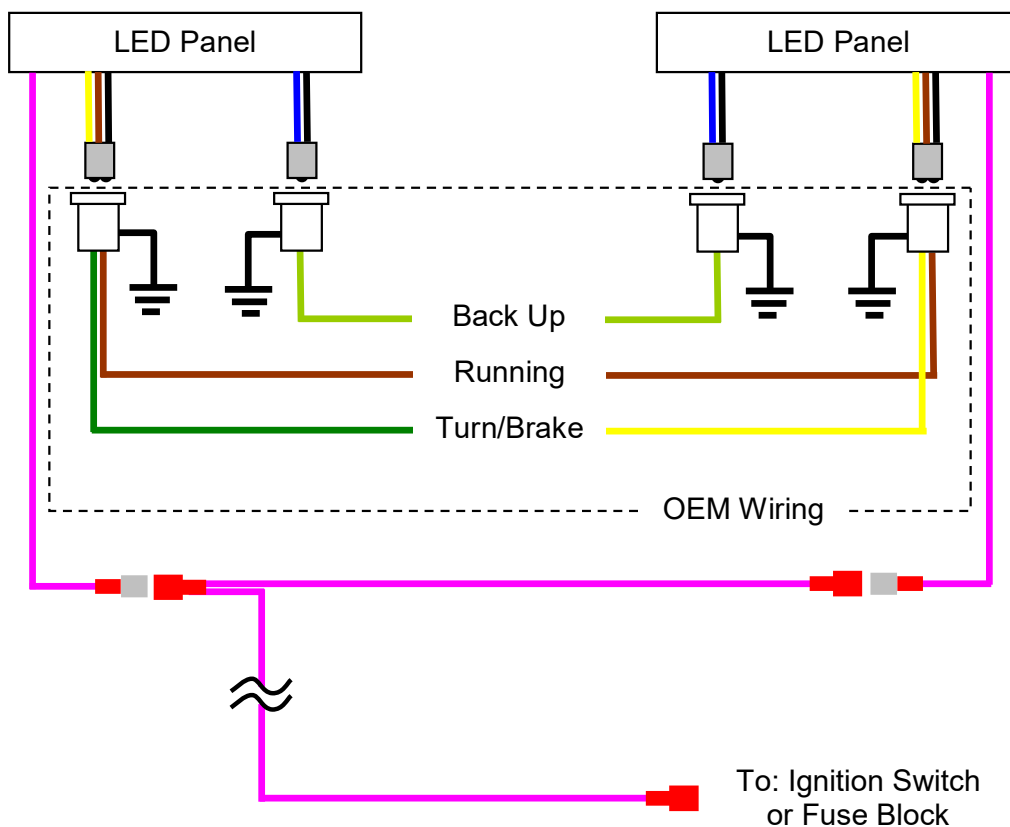 LED Panel
LED Panel
Back Up
Running
Turn/Brake
OEM Wiring
To: Ignition Switch
or Fuse Block